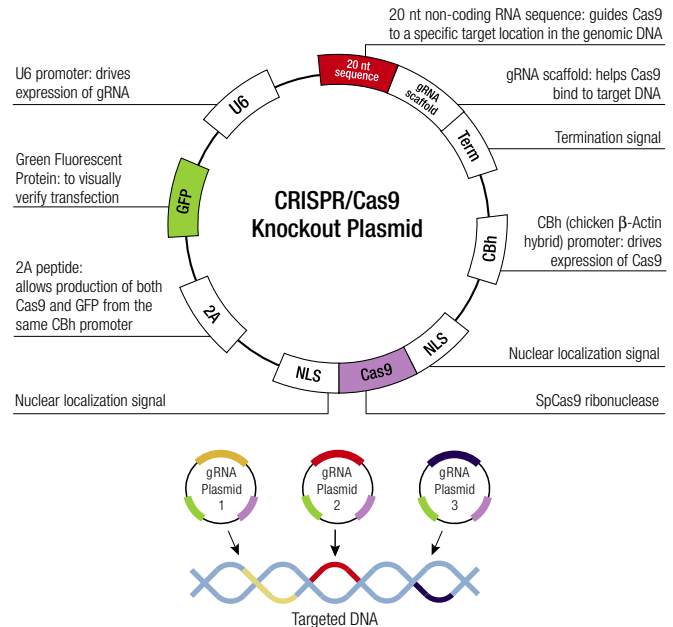 20 nt non-coding RNA sequence: guides Cas9
to a specific target location in the genomic DNA
U6 promoter: drives
expression of gRNA
20 nt
sequence
gRNA
scaffold
gRNA scaffold: helps Cas9
bind to target DNA
U6
Term
Termination signal
Green Fluorescent
Protein: to visually
verify transfection
GFP
CRISPR/Cas9
Knockout Plasmid
CBh
CBh (chicken β-Actin
hybrid) promoter: drives
expression of Cas9
2A peptide:
allows production of both
Cas9 and GFP from the
same CBh promoter
2A
NLS
Nuclear localization signal
NLS
Cas9
Nuclear localization signal
SpCas9 ribonuclease
gRNA
Plasmid
1
gRNA
Plasmid
2
gRNA
Plasmid
3
Targeted DNA